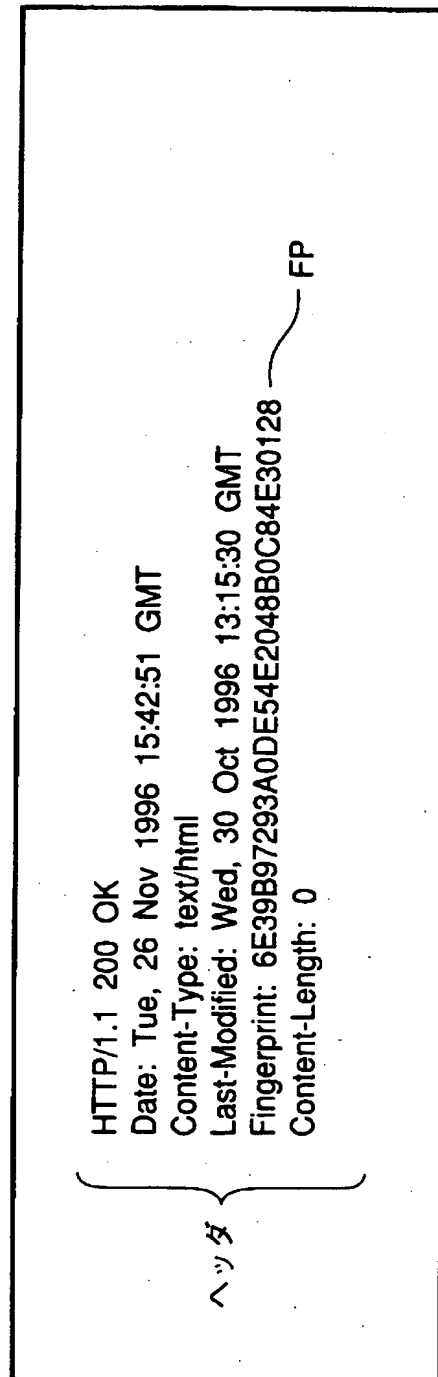 ヘッダ
HTTP/1.1 200 OK
Date: Tue, 26 Nov 1996 15:42:51 GMT
Content-Type: text/html
Last-Modified: Wed, 30 Oct 1996 13:15:30 GMT
Fingerprint: 6E39B97293A0DE54E2048B0C84E30128
FP
Content-Length: 0